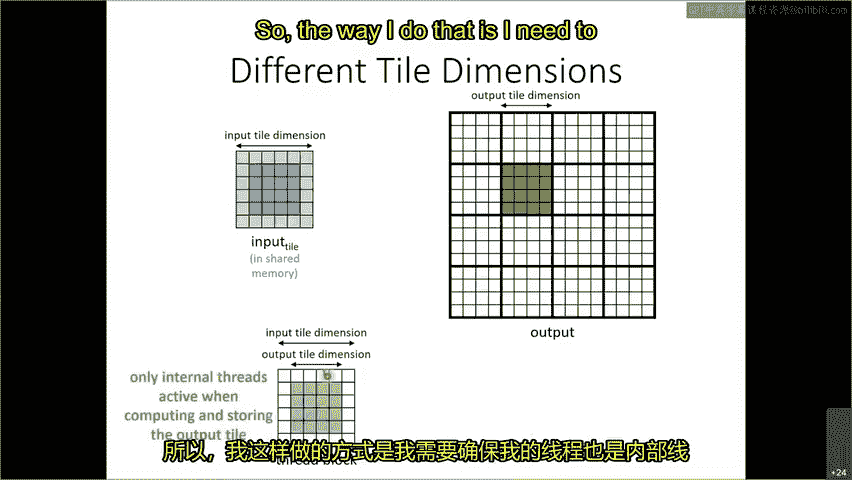 So, the way I do that is I need to
Different Tile Dimensions
output tile dimension
input tile dimension
input tile
(in shared
memory)
output
input tile dimension
output tile dimension
only internal threads
active when
computing and storing
the output tile
thread block
所以，我这样做的方式是我需要确保我的线程也是内部线
+24